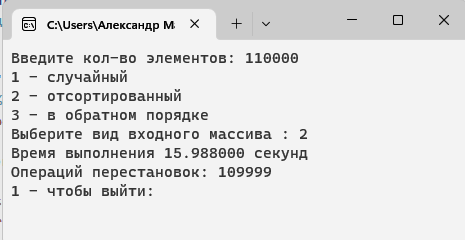 C:\Users\Александр М
Введите кол-во элементов: 110000
1 - случайный
2 - отсортированный
3 - в обратном порядке
Выберите вид входного массива : 2
Время выполнения 15.988000 секунд
Операций перестановок: 109999
1 - чтобы выйти: